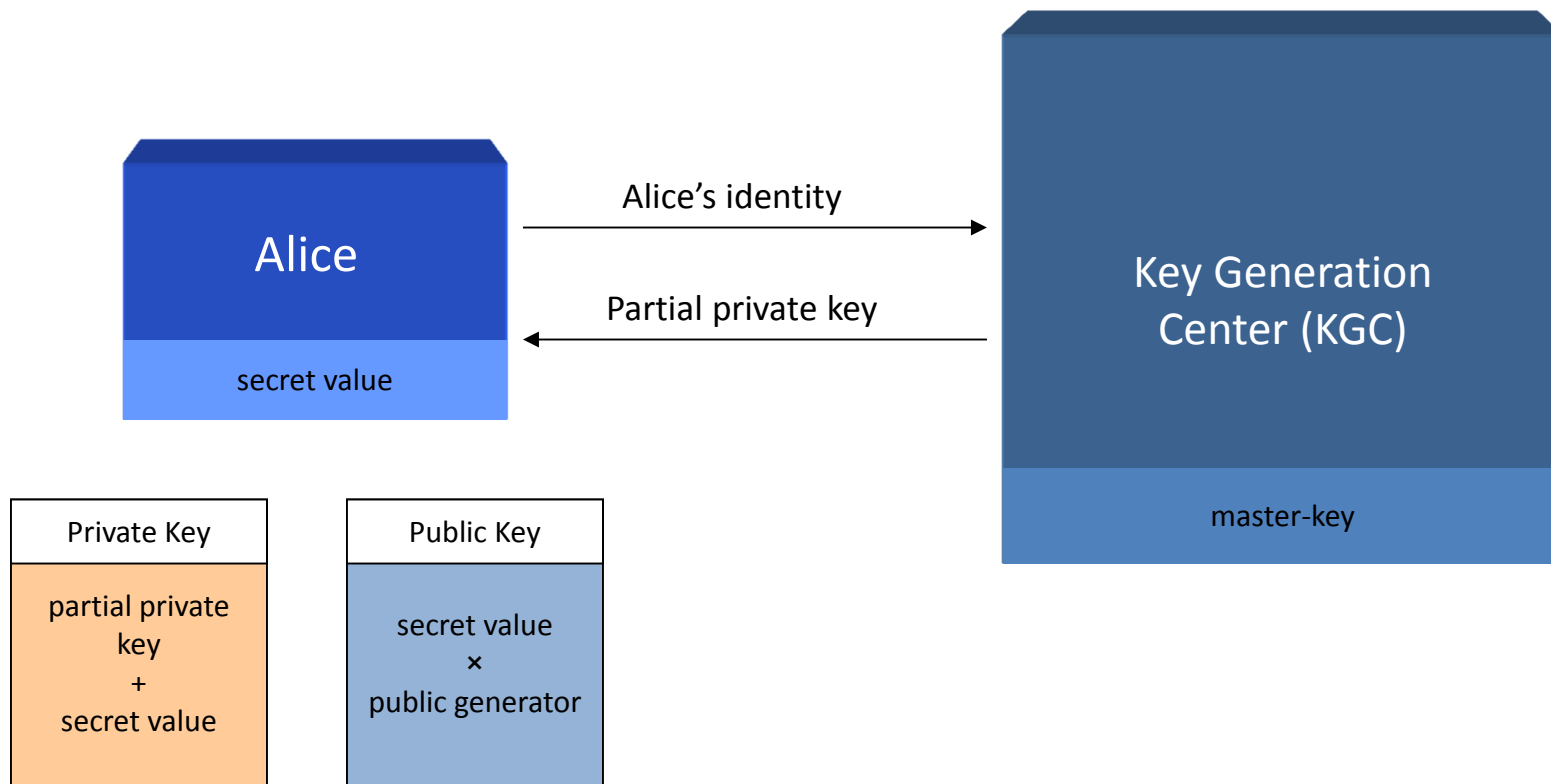 Alice
secret value
Alice’s identity
Partial private key
Key Generation
Center (KGC)
master-key
Private Key
partial private
key
+
secret value
Public Key
secret value
×
public generator